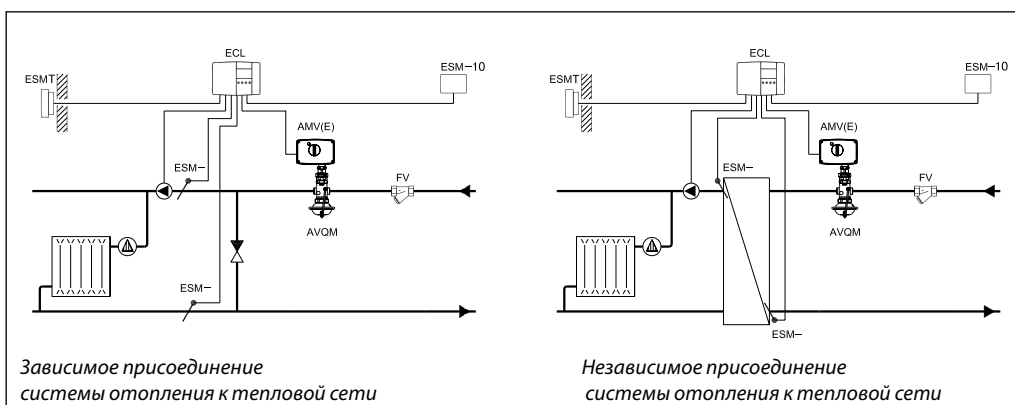 ECL
ESMT
ESM-10
AMV(E)
ESM-
FV
AVQM
ESM-
Зависимое присоединение
системы отопления к тепловой сети
ECL
ESMT
ESM-10
AMV(E)
ESM-
FV
AVQM
ESM-
Независимое присоединение
системы отопления к тепловой сети